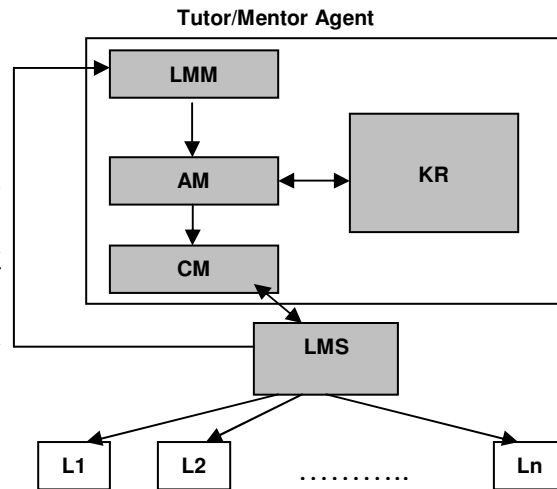 Tutor/Mentor Agent
LMM
AM
KR
CM
LMS
L1
L2
...........
Ln